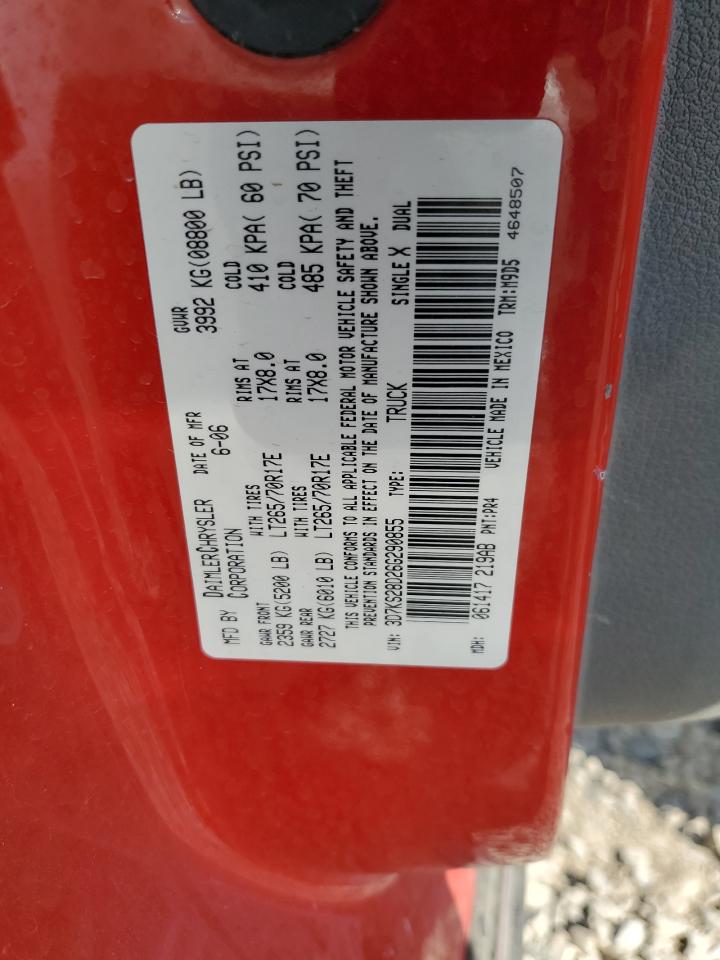 MFD BY DAIMLERCHRYSLER CORPORATION
DATE OF MFR 6-06
GVWR 3992 KG(08800 LB)
GAWR FRONT WITH TIRES RIMS AT COLD
2359 KG(5200 LB) LT265/70R17E 17X8.0 410 KPA( 60 PSI)
GAWR REAR WITH TIRES RIMS AT COLD
2727 KG(6010 LB) LT265/70R17E 17X8.0 485 KPA( 70 PSI)
THIS VEHICLE CONFORMS TO ALL APPLICABLE FEDERAL MOTOR VEHICLE SAFETY AND THEFT
PREVENTION STANDARDS IN EFFECT ON THE DATE OF MANUFACTURE SHOWN ABOVE.
VIN: 3D7KS28D26G290855 TYPE: TRUCK SINGLE X DUAL
MDH: 061417 219AB PNT:PR4 VEHICLE MADE IN MEXICO TRM:M9D5 4648507